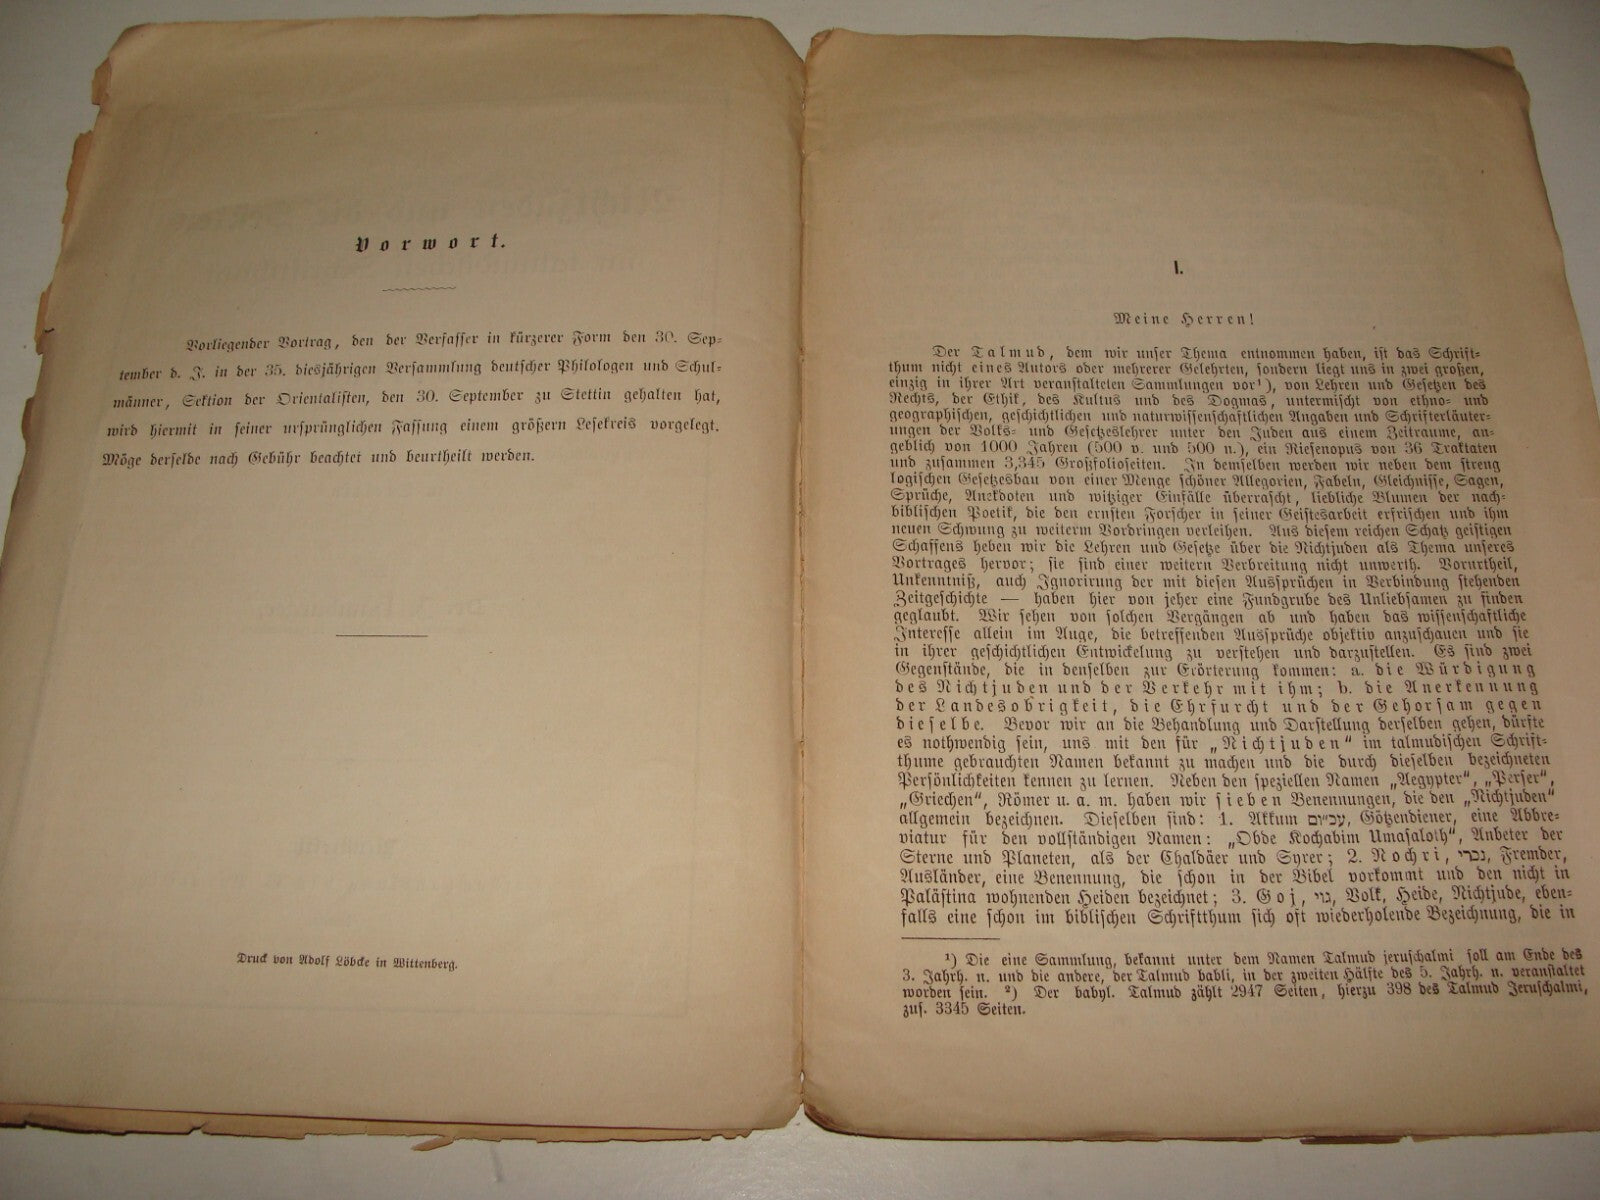 Vorwort.
Vorliegender Vortrag, den der Verfasser in kürzerer Form den 30. Sep-
tember d. J. in der 35. diesjährigen Versammlung deutscher Philologen und Schul-
männer, Sektion der Orientalisten, den 30. September zu Stettin gehalten hat,
wird hiermit in seiner ursprünglichen Fassung einem größern Lesekreis vorgelegt.
Möge derselde nach Gebühr beachtet und beurtheilt werden.
Druck von Adolf Löbcke in Wittenberg.
I.
Meine Herren!
Der Talmud, dem wir unser Thema entnommen haben, ist das Schrift-
thum nicht eines Autors oder mehrerer Gelehrten, sondern liegt uns in zwei großen,
einzig in ihrer Art veranstalteten Sammlungen vor¹), von Lehren und Gesetzen des
Rechts, der Ethik, des Kultus und des Dogmas, untermischt von ethno- und
geographischen, geschichtlichen und naturwissenschaftlichen Angaben und Schrifterläuter-
ungen der Volks- und Gesetzeslehrer unter den Juden aus einem Zeitraume, an-
geblich von 1000 Jahren (500 v. und 500 n.), ein Riesenopus von 36 Traktaten
und zusammen 3,345 Großfolioseiten. In demselben werden wir neben dem streng
logischen Gesetzesbau von einer Menge schöner Allegorien, Fabeln, Gleichnisse, Sagen,
Sprüche, Anekdoten und witziger Einfälle überrascht, liebliche Blumen der nach-
biblischen Poetik, die den ernsten Forscher in seiner Geistesarbeit erfrischen und ihm
neuen Schwung zu weiterm Vordringen verleihen. Aus diesem reichen Schatz geistigen
Schaffens heben wir die Lehren und Gesetze über die Nichtjuden als Thema unseres
Vortrages hervor; sie sind einer weitern Verbreitung nicht unwerth. Vorurtheil,
Unkenntniß, auch Ignorirung der mit diesen Aussprüchen in Verbindung stehenden
Zeitgeschichte — haben hier von jeher eine Fundgrube des Unliebsamen zu finden
geglaubt. Wir sehen von solchen Vergängen ab und haben das wissenschaftliche
Interesse allein im Auge, die betreffenden Aussprüche objektiv anzuschauen und sie
in ihrer geschichtlichen Entwickelung zu verstehen und darzustellen. Es sind zwei
Gegenstände, die in denselben zur Erörterung kommen: a. die Würdigung
des Nichtjuden und der Verkehr mit ihm; b. die Anerkennung
der Landesobrigkeit, die Ehrfurcht und der Gehorsam gegen
dieselbe. Bevor wir an die Behandlung und Darstellung derselben gehen, dürfte
es nothwendig sein, uns mit den für „Nichtjuden“ im talmudischen Schrift-
thume gebrauchten Namen bekannt zu machen und die durch dieselben bezeichneten
Persönlichkeiten kennen zu lernen. Neben den speziellen Namen „Aegypter“, „Perser“,
„Griechen“, Römer u. a. m. haben wir sieben Benennungen, die den „Nichtjuden“
allgemein bezeichnen. Dieselben sind: 1. Akkum עכ״ום, Götzendiener, eine Abbre-
viatur für den vollständigen Namen: „Obde Kochabim Umasaloth“, Anbeter der
Sterne und Planeten, als der Chaldäer und Syrer; 2. Nochri, נכרי, Fremder,
Ausländer, eine Benennung, die schon in der Bibel vorkommt und den nicht in
Palästina wohnenden Heiden bezeichnet; 3. Goj, גוי, Volk, Heide, Nichtjude, eben-
falls eine schon im biblischen Schriftthum sich oft wiederholende Bezeichnung, die in
¹) Die eine Sammlung, bekannt unter dem Namen Talmud jeruschalmi soll am Ende des
3. Jahrh. n. und die andere, der Talmud babli, in der zweiten Hälfte des 5. Jahrh. n. veranstaltet
worden sein. ²) Der babyl. Talmud zählt 2947 Seiten, hierzu 398 des Talmud Jeruschalmi,
zus. 3345 Seiten.